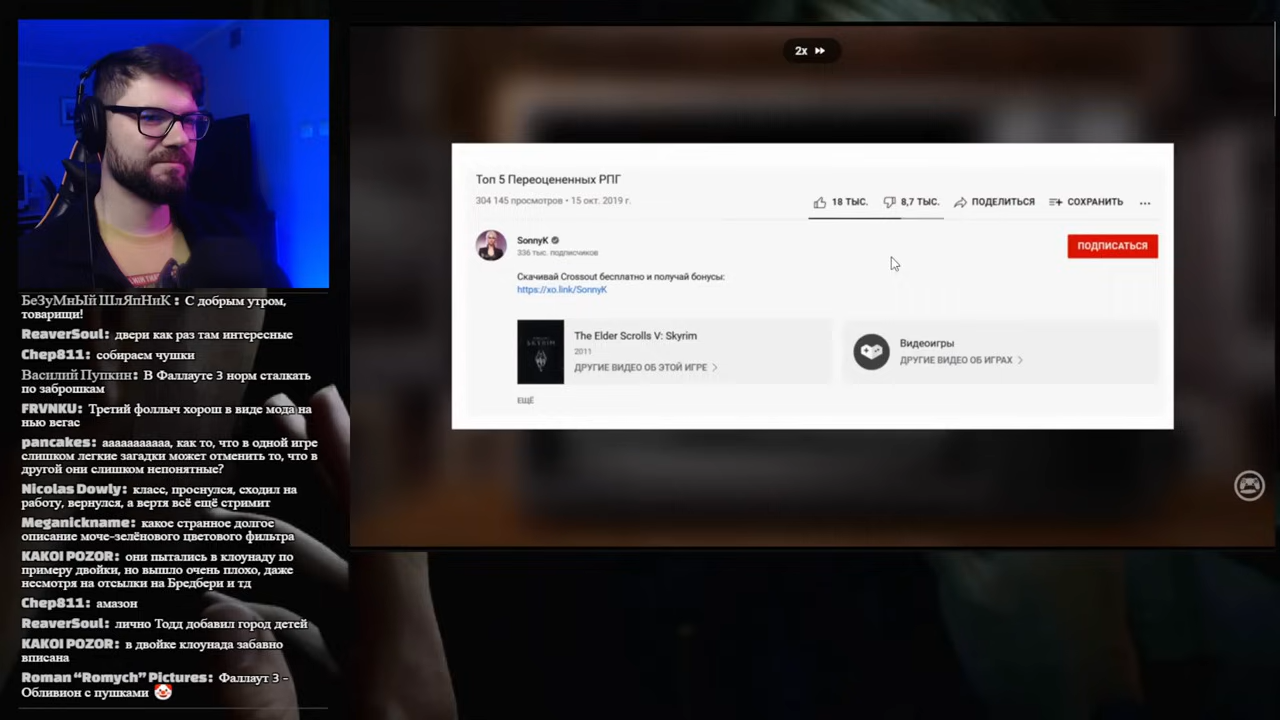 2x
Топ 5 Переоцененных РПГ
304 145 просмотров • 15 окт. 2019 г.
18 ТЫС.
8,7 ТЫС.
ПОДЕЛИТЬСЯ
СОХРАНИТЬ
...
SonnyK
336 тыс. подписчиков
ПОДПИСАТЬСЯ
Скачивай Crossout бесплатно и получай бонусы:
https://xo.link/SonnyK
SKYRIM
The Elder Scrolls V: Skyrim
2011
ДРУГИЕ ВИДЕО ОБ ЭТОЙ ИГРЕ
Видеоигры
ДРУГИЕ ВИДЕО ОБ ИГРАХ
ЕЩЁ
БеЗуМнЫй ШлЯпНиК : С добрым утром,
товарищи!
ReaverSoul: двери как раз там интересные
Chep811: собираем чушки
Василий Пупкин: В Фаллауте 3 норм сталкать
по заброшкам
FRVNKU: Третий фоллыч хорош в виде мода на
нью вегас
pancakes: аааааааааа, как то, что в одной игре
слишком легкие загадки может отменить то, что в
другой они слишком непонятные?
Nicolas Dowly: класс, проснулся, сходил на
работу, вернулся, а вертя всё ещё стримит
Meganickname: какое странное долгое
описание моче-зелёнового цветового фильтра
KAKOI POZOR: они пытались в клоунаду по
примеру двойки, но вышло очень плохо, даже
несмотря на отсылки на Бредбери и тд
Chep811: амазон
ReaverSoul: лично Тодд добавил город детей
KAKOI POZOR: в двойке клоунада забавно
вписана
Roman “Romych” Pictures: Фаллаут 3 -
Обливион с пушками 🤡